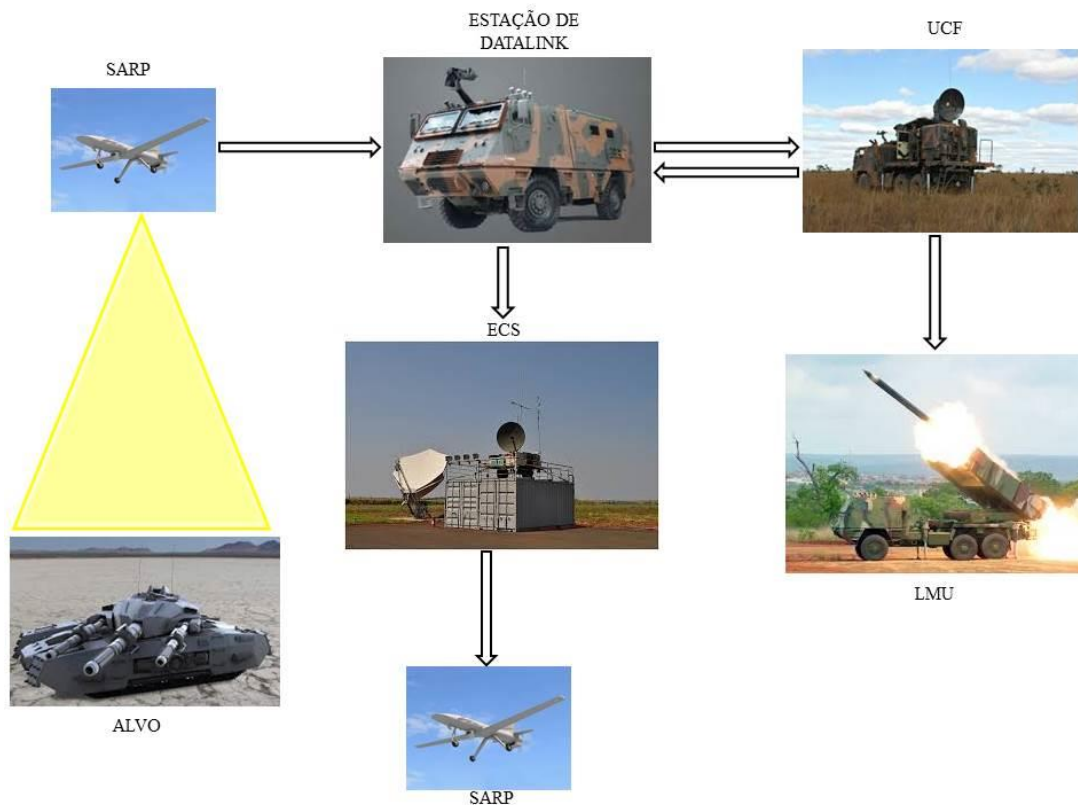 SARP
ESTAÇÃO DE
DATALINK
UCF
ECS
LMU
ALVO
SARP